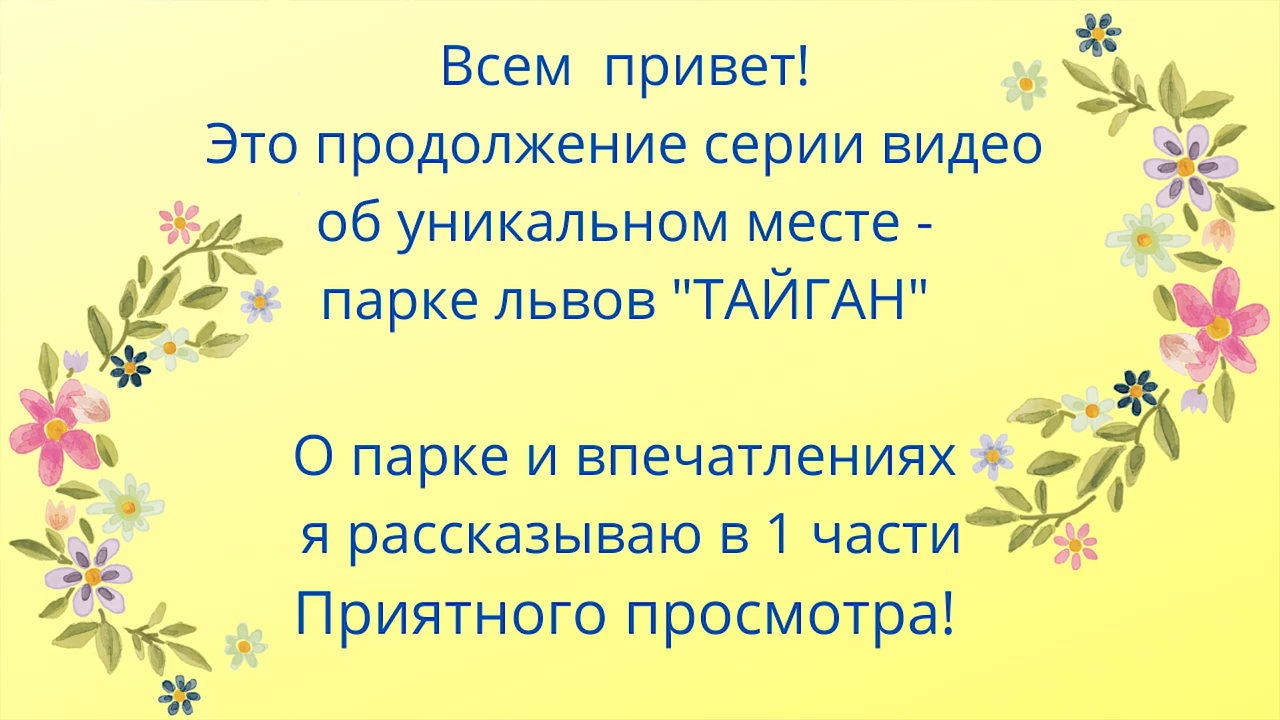 Всем  привет!
Это продолжение серии видео
об уникальном месте -
парке львов "ТАЙГАН"
О парке и впечатлениях
я рассказываю в 1 части
Приятного просмотра!